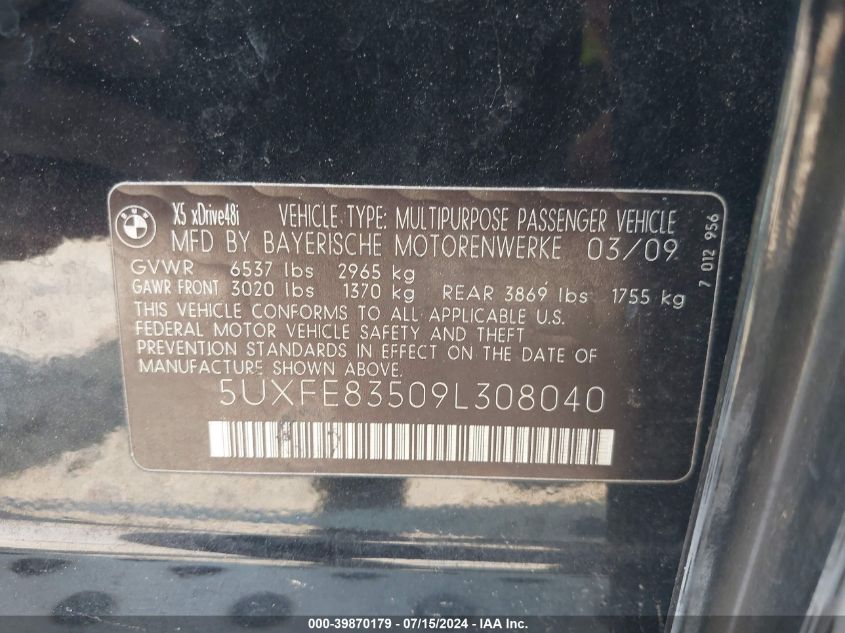 BMW
X5 xDrive48i VEHICLE TYPE: MULTIPURPOSE PASSENGER VEHICLE
MFD BY BAYERISCHE MOTORENWERKE 03/09
GVWR 6537 lbs 2965 kg
GAWR FRONT 3020 lbs 1370 kg REAR 3869 lbs 1755 kg
THIS VEHICLE CONFORMS TO ALL APPLICABLE U.S.
FEDERAL MOTOR VEHICLE SAFETY AND THEFT
PREVENTION STANDARDS IN EFFECT ON THE DATE OF
MANUFACTURE SHOWN ABOVE.
5UXFE83509L308040
7 012 956
000-39870179 - 07/15/2024 - IAA Inc.